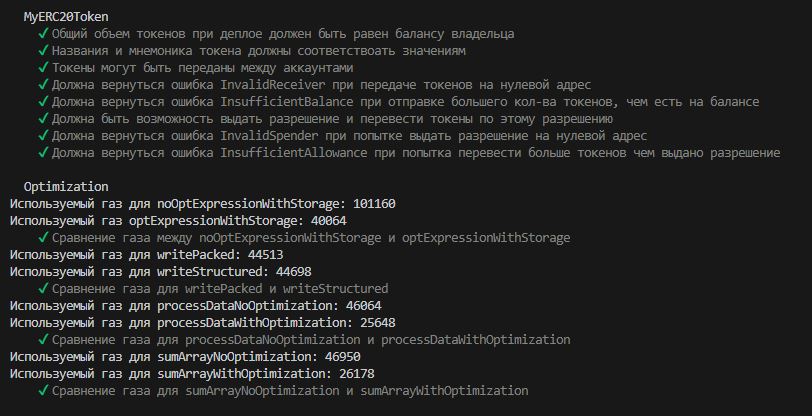 MyERC20Token
✓ Общий объем токенов при деплое должен быть равен балансу владельца
✓ Названия и мнемоника токена должны соответствоать значениям
✓ Токены могут быть переданы между аккаунтами
✓ Должна вернуться ошибка InvalidReceiver при передаче токенов на нулевой адрес
✓ Должна вернуться ошибка InsufficientBalance при отправке большего кол-ва токенов, чем есть на балансе
✓ Должна быть возможность выдать разрешение и перевести токены по этому разрешению
✓ Должна вернуться ошибка InvalidSpender при попытке выдать разрешение на нулевой адрес
✓ Должна вернуться ошибка InsufficientAllowance при попытка перевести больше токенов чем выдано разрешение
Optimization
Используемый газ для noOptExpressionWithStorage: 101160
Используемый газ optExpressionWithStorage: 40064
✓ Сравнение газа между noOptExpressionWithStorage и optExpressionWithStorage
Используемый газ для writePacked: 44513
Используемый газ для writeStructured: 44698
✓ Сравнение газа для writePacked и writeStructured
Используемый газ для processDataNoOptimization: 46064
Используемый газ для processDataWithOptimization: 25648
✓ Сравнение газа для processDataNoOptimization и processDataWithOptimization
Используемый газ для sumArrayNoOptimization: 46950
Используемый газ для sumArrayWithOptimization: 26178
✓ Сравнение газа для sumArrayNoOptimization и sumArrayWithOptimization